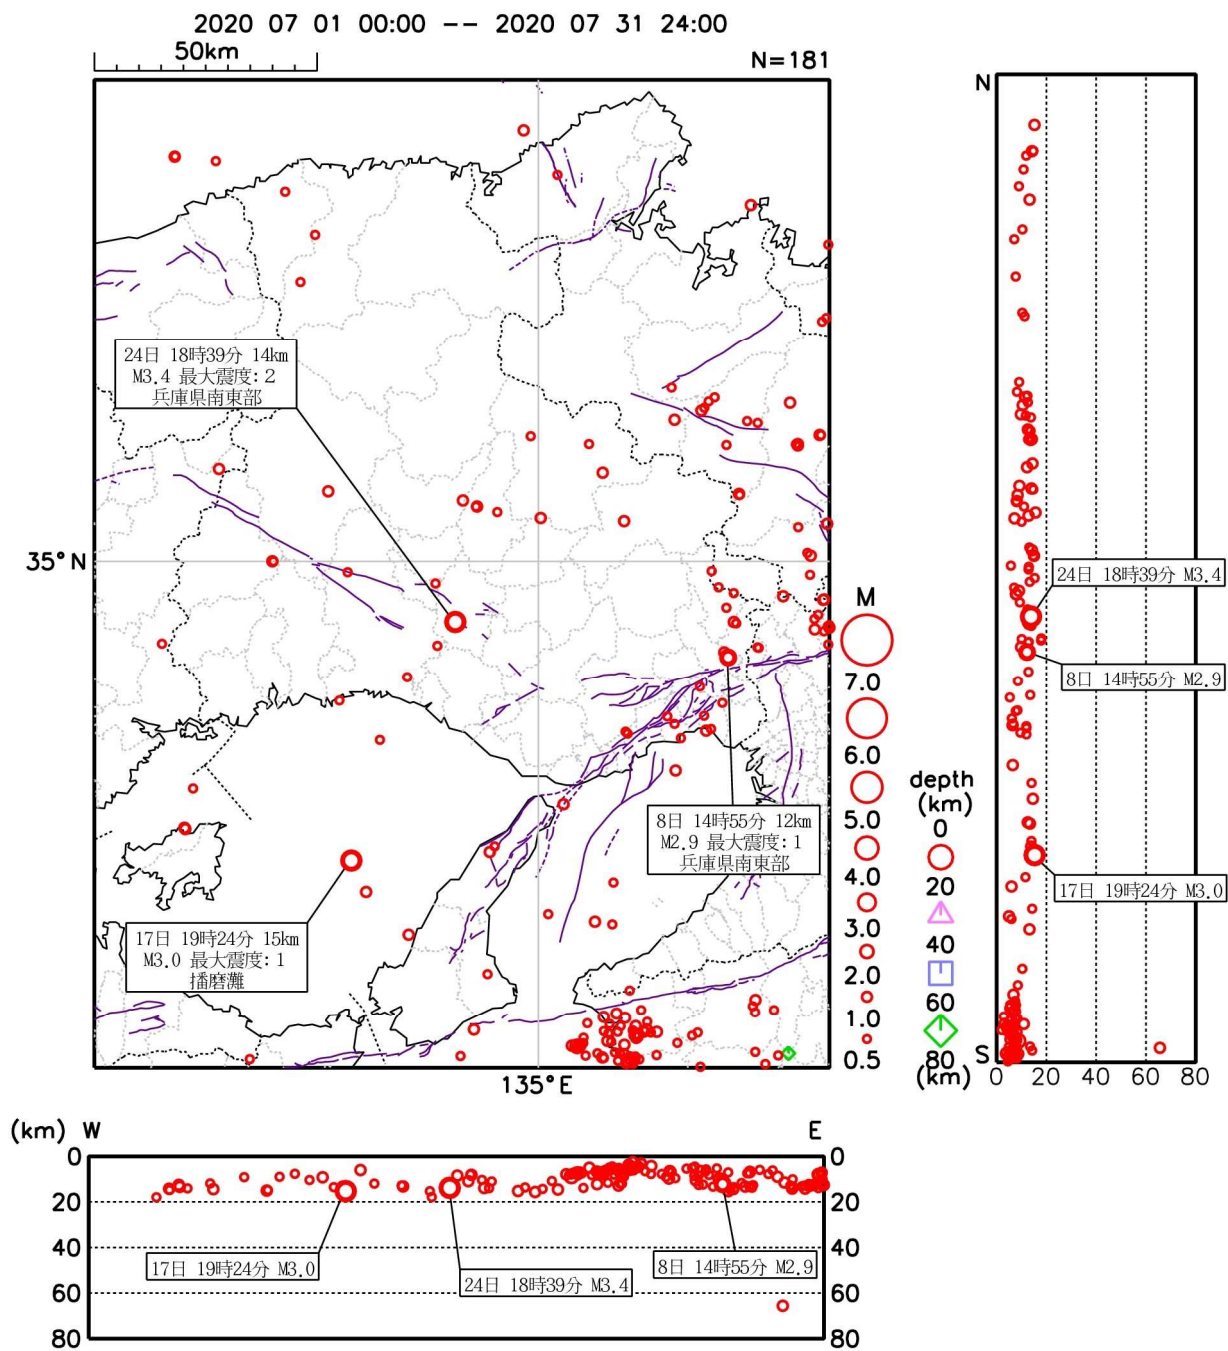 2020 07 01 00:00 -- 2020 07 31 24:00
50km
N=181
N
24日 18時39分 14km
M3.4 最大震度:2
兵庫県南東部
35°N
24日 18時39分 M3.4
M
8日 14時55分 M2.9
7.0
6.0
depth
(km)
8日 14時55分 12km
M2.9 最大震度:1
兵庫県南東部
5.0
0
4.0
20
17日 19時24分 M3.0
17日 19時24分 15km
M3.0 最大震度:1
播磨灘
3.0
40
2.0
60
1.0
0.5
80
(km)
S
0 20 40 60 80
135°E
(km) W
E
0
0
20
20
40
40
17日 19時24分 M3.0
8日 14時55分 M2.9
24日 18時39分 M3.4
60
60
80
80